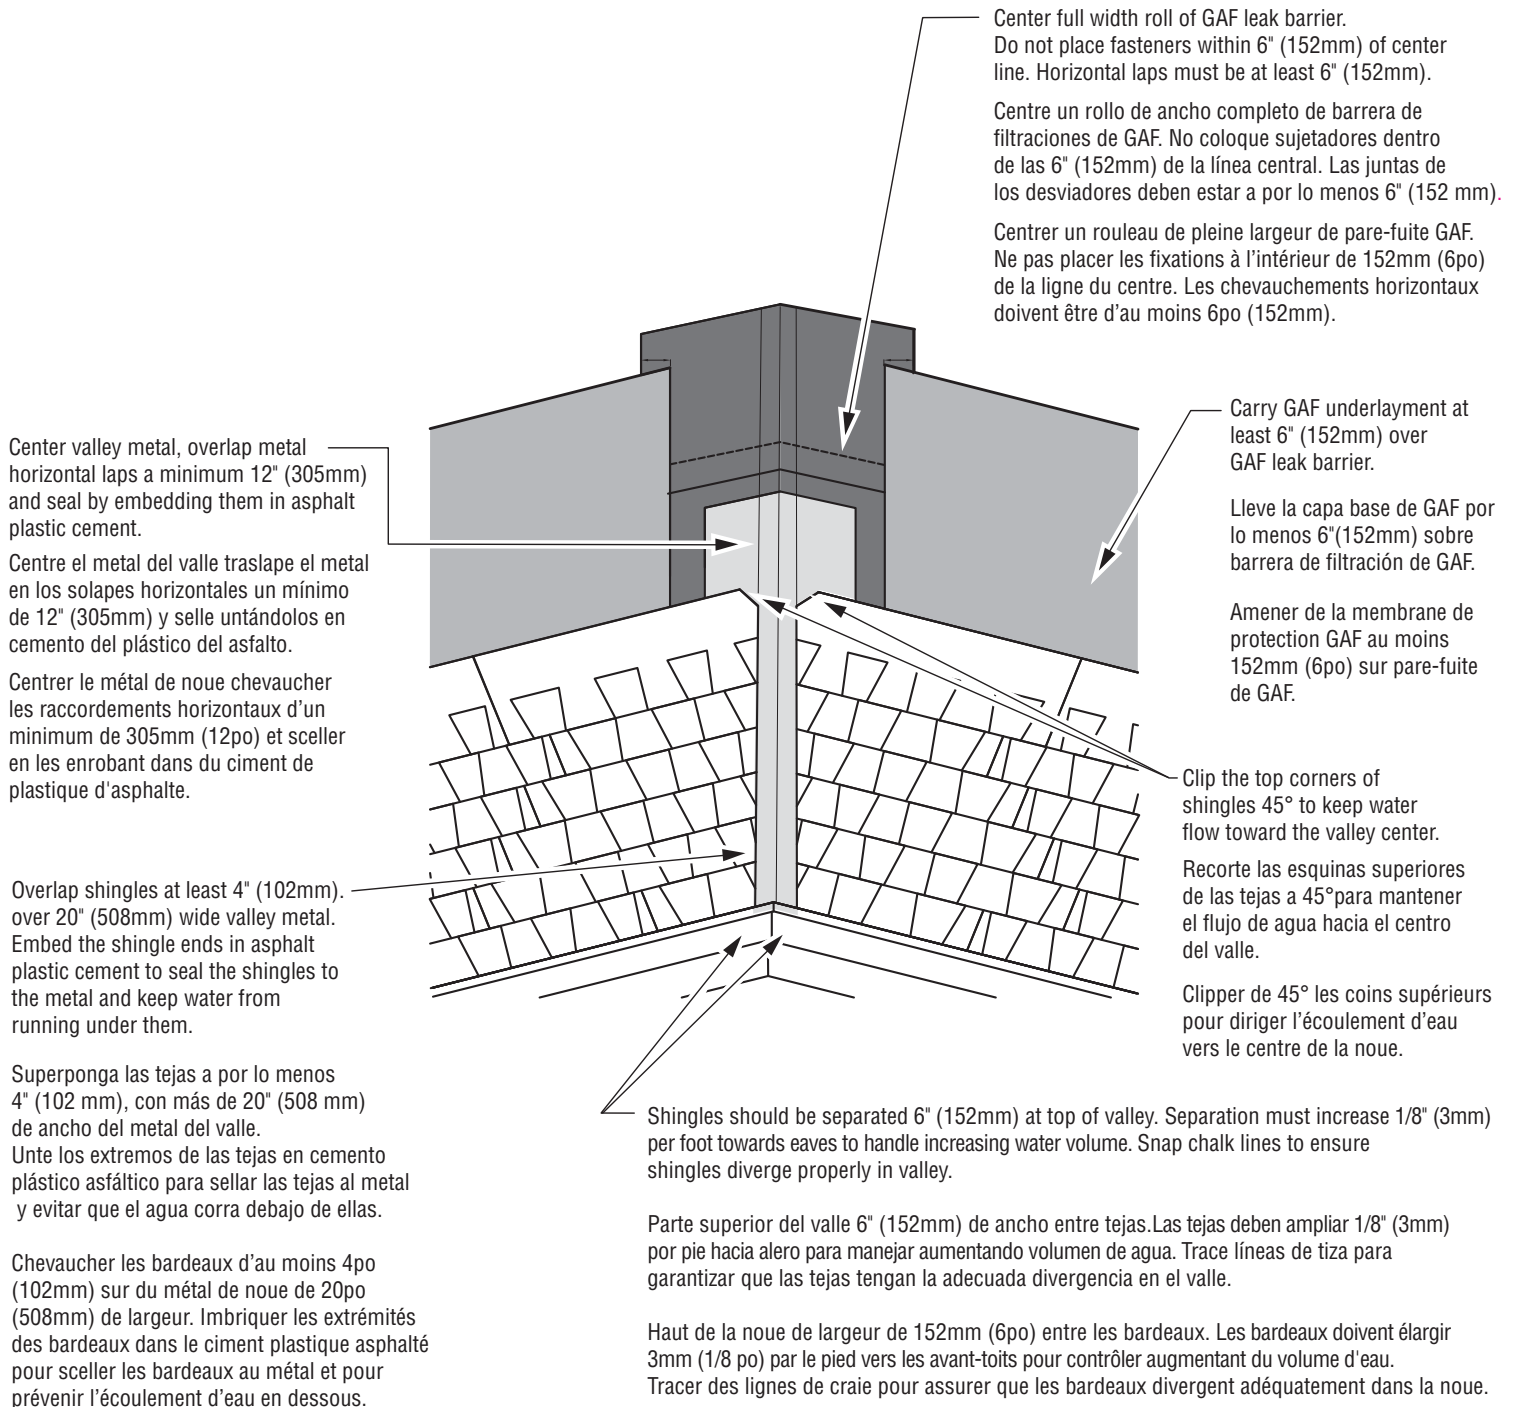 Center full width roll of GAF leak barrier.
Do not place fasteners within 6" (152mm) of center
line. Horizontal laps must be at least 6" (152mm).
Centre un rollo de ancho completo de barrera de
filtraciones de GAF. No coloque sujetadores dentro
de las 6" (152mm) de la línea central. Las juntas de
los desviadores deben estar a por lo menos 6" (152 mm).
Centrer un rouleau de pleine largeur de pare-fuite GAF.
Ne pas placer les fixations à l’intérieur de 152mm (6po)
de la ligne du centre. Les chevauchements horizontaux
doivent être d’au moins 6po (152mm).
Carry GAF underlayment at
least 6" (152mm) over
GAF leak barrier.
Lleve la capa base de GAF por
lo menos 6"(152mm) sobre
barrera de filtración de GAF.
Amener de la membrane de
protection GAF au moins
152mm (6po) sur pare-fuite
de GAF.
Center valley metal, overlap metal
horizontal laps a minimum 12" (305mm)
and seal by embedding them in asphalt
plastic cement.
Centre el metal del valle traslape el metal
en los solapes horizontales un mínimo
de 12" (305mm) y selle untándolos en
cemento del plástico del asfalto.
Centrer le métal de noue chevaucher
les raccordements horizontaux d’un
minimum de 305mm (12po) et sceller
en les enrobant dans du ciment de
plastique d'asphalte.
Clip the top corners of
shingles 45° to keep water
flow toward the valley center.
Recorte las esquinas superiores
de las tejas a 45°para mantener
el flujo de agua hacia el centro
del valle.
Clipper de 45° les coins supérieurs
pour diriger l’écoulement d’eau
vers le centre de la noue.
Overlap shingles at least 4" (102mm).
over 20" (508mm) wide valley metal.
Embed the shingle ends in asphalt
plastic cement to seal the shingles to
the metal and keep water from
running under them.
Superponga las tejas a por lo menos
4" (102 mm), con más de 20" (508 mm)
de ancho del metal del valle.
Unte los extremos de las tejas en cemento
plástico asfáltico para sellar las tejas al metal
y evitar que el agua corra debajo de ellas.
Chevaucher les bardeaux d’au moins 4po
(102mm) sur du métal de noue de 20po
(508mm) de largeur. Imbriquer les extrémités
des bardeaux dans le ciment plastique asphalté
pour sceller les bardeaux au métal et pour
prévenir l’écoulement d’eau en dessous.
Shingles should be separated 6" (152mm) at top of valley. Separation must increase 1/8" (3mm)
per foot towards eaves to handle increasing water volume. Snap chalk lines to ensure
shingles diverge properly in valley.
Parte superior del valle 6" (152mm) de ancho entre tejas.Las tejas deben ampliar 1/8" (3mm)
por pie hacia alero para manejar aumentando volumen de agua. Trace líneas de tiza para
garantizar que las tejas tengan la adecuada divergencia en el valle.
Haut de la noue de largeur de 152mm (6po) entre les bardeaux. Les bardeaux doivent élargir
3mm (1/8 po) par le pied vers les avant-toits pour contrôler augmentant du volume d'eau.
Tracer des lignes de craie pour assurer que les bardeaux divergent adéquatement dans la noue.